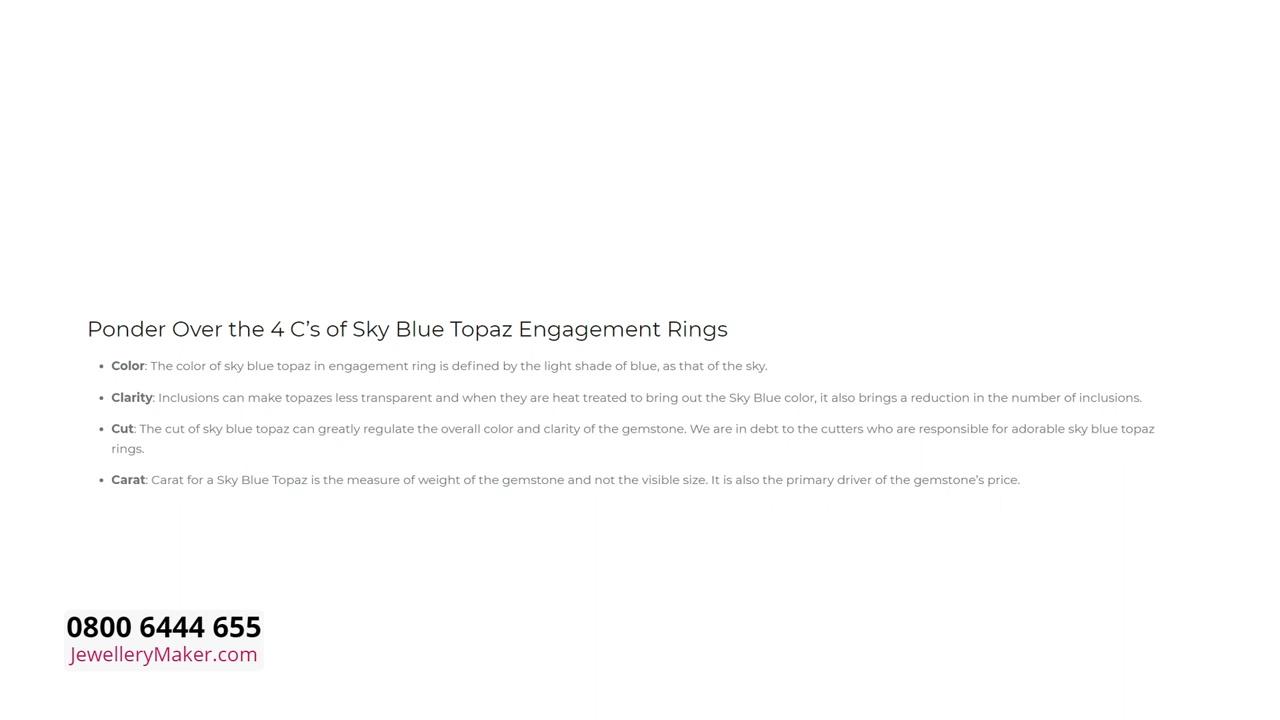 Ponder Over the 4 C’s of Sky Blue Topaz Engagement Rings
• Color: The color of sky blue topaz in engagement ring is defined by the light shade of blue, as that of the sky.
• Clarity: Inclusions can make topazes less transparent and when they are heat treated to bring out the Sky Blue color, it also brings a reduction in the number of inclusions.
• Cut: The cut of sky blue topaz can greatly regulate the overall color and clarity of the gemstone. We are in debt to the cutters who are responsible for adorable sky blue topaz
rings.
• Carat: Carat for a Sky Blue Topaz is the measure of weight of the gemstone and not the visible size. It is also the primary driver of the gemstone’s price.
0800 6444 655
JewelleryMaker.com